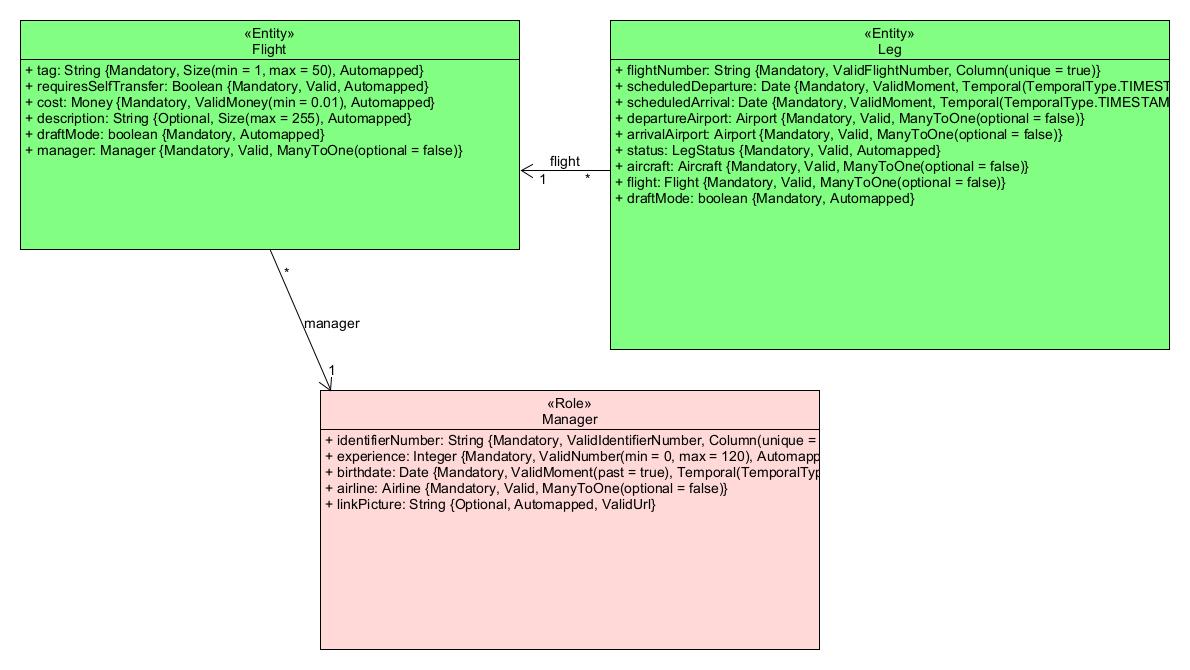 «Entity»
Flight
+ tag: String {Mandatory, Size(min = 1, max = 50), Automapped}
+ requiresSelfTransfer: Boolean {Mandatory, Valid, Automapped}
+ cost: Money {Mandatory, ValidMoney(min = 0.01), Automapped}
+ description: String {Optional, Size(max = 255), Automapped}
+ draftMode: boolean {Mandatory, Automapped}
+ manager: Manager {Mandatory, Valid, ManyToOne(optional = false)}
«Entity»
Leg
+ flightNumber: String {Mandatory, ValidFlightNumber, Column(unique = true)}
+ scheduledDeparture: Date {Mandatory, ValidMoment, Temporal(TemporalType.TIMEST
+ scheduledArrival: Date {Mandatory, ValidMoment, Temporal(TemporalType.TIMESTAM
+ departureAirport: Airport {Mandatory, Valid, ManyToOne(optional = false)}
+ arrivalAirport: Airport {Mandatory, Valid, ManyToOne(optional = false)}
+ status: LegStatus {Mandatory, Valid, Automapped}
+ aircraft: Aircraft {Mandatory, Valid, ManyToOne(optional = false)}
+ flight: Flight {Mandatory, Valid, ManyToOne(optional = false)}
+ draftMode: boolean {Mandatory, Automapped}
flight
1 *
*
manager
1
«Role»
Manager
+ identifierNumber: String {Mandatory, ValidIdentifierNumber, Column(unique =
+ experience: Integer {Mandatory, ValidNumber(min = 0, max = 120), Automapp
+ birthdate: Date {Mandatory, ValidMoment(past = true), Temporal(TemporalTyp
+ airline: Airline {Mandatory, Valid, ManyToOne(optional = false)}
+ linkPicture: String {Optional, Automapped, ValidUrl}